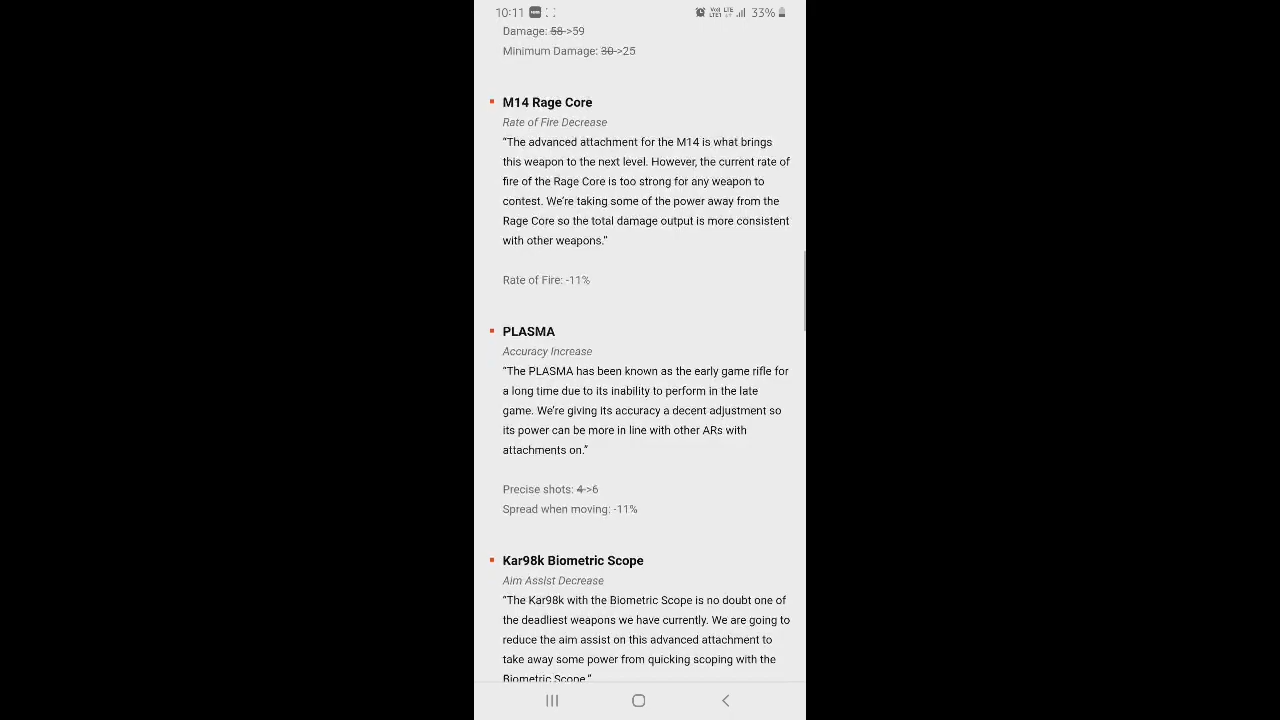 10:11
33%
Damage: 58->59
Minimum Damage: 30->25
M14 Rage Core
Rate of Fire Decrease
“The advanced attachment for the M14 is what brings
this weapon to the next level. However, the current rate of
fire of the Rage Core is too strong for any weapon to
contest. We’re taking some of the power away from the
Rage Core so the total damage output is more consistent
with other weapons.”
Rate of Fire: -11%
PLASMA
Accuracy Increase
“The PLASMA has been known as the early game rifle for
a long time due to its inability to perform in the late
game. We’re giving its accuracy a decent adjustment so
its power can be more in line with other ARs with
attachments on.”
Precise shots: 4->6
Spread when moving: -11%
Kar98k Biometric Scope
Aim Assist Decrease
“The Kar98k with the Biometric Scope is no doubt one of
the deadliest weapons we have currently. We are going to
reduce the aim assist on this advanced attachment to
take away some power from quicking scoping with the
Biometric Scope.”